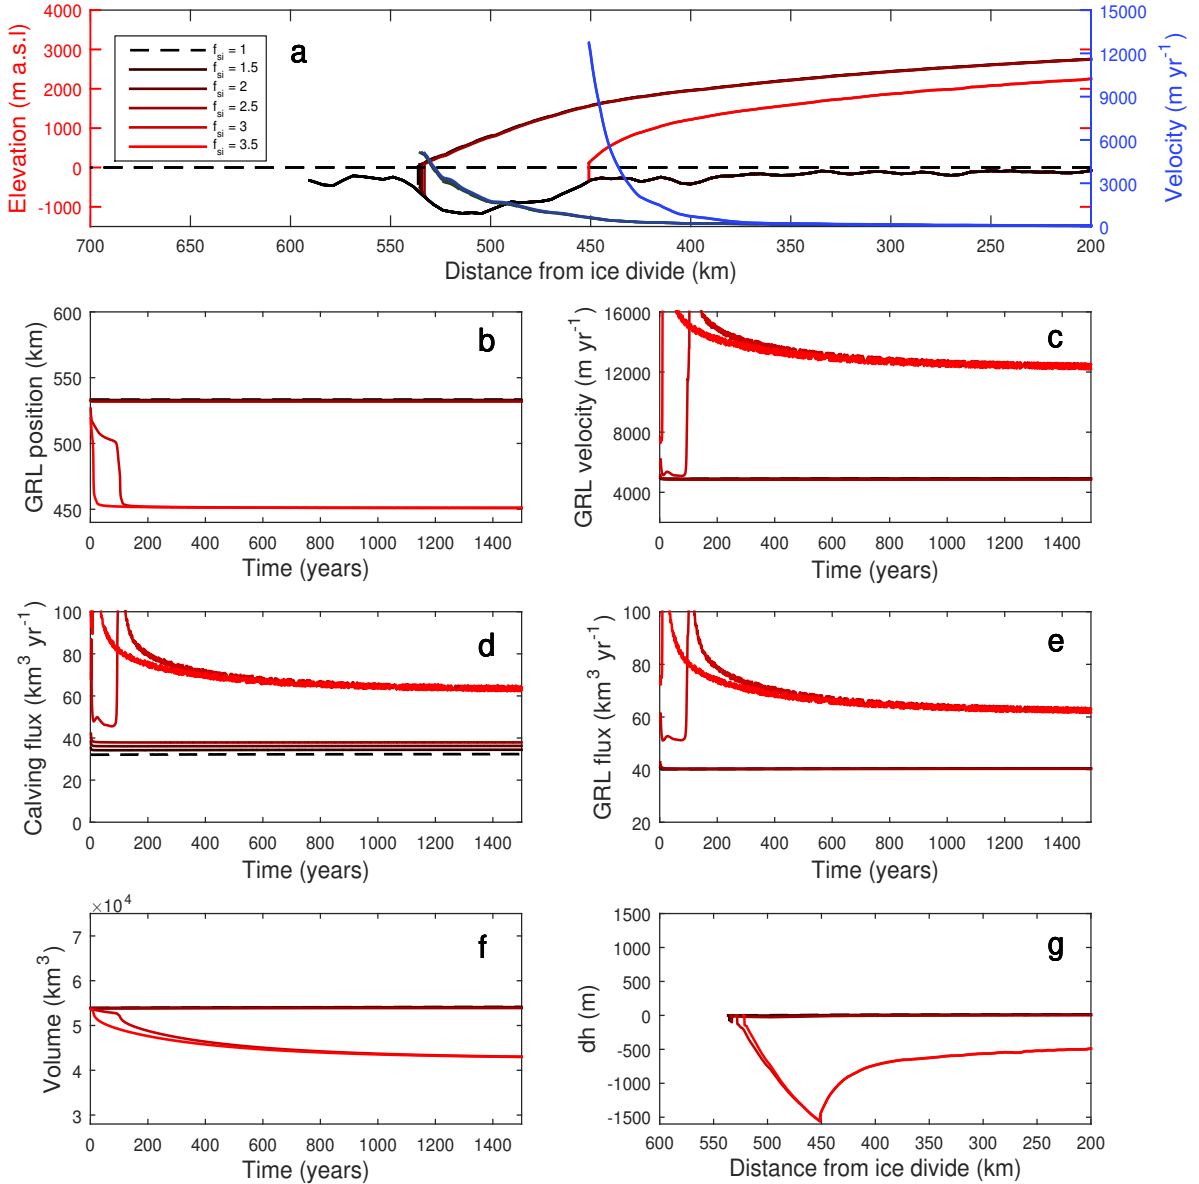 4000
3000
2000
1000
0
-1000
Elevation (m a.s.l)
f_si = 1
f_si = 1.5
f_si = 2
f_si = 2.5
f_si = 3
f_si = 3.5
a
15000
12000
9000
6000
3000
0
Velocity (m yr⁻¹)
700 650 600 550 500 450 400 350 300 250 200
Distance from ice divide (km)
600
550
500
450
GRL position (km)
b
0 200 400 600 800 1000 1200 1400
Time (years)
16000
12000
8000
4000
GRL velocity (m yr⁻¹)
c
0 200 400 600 800 1000 1200 1400
Time (years)
100
80
60
40
20
0
Calving flux (km³ yr⁻¹)
d
0 200 400 600 800 1000 1200 1400
Time (years)
100
80
60
40
20
GRL flux (km³ yr⁻¹)
e
0 200 400 600 800 1000 1200 1400
Time (years)
×10⁴
7
6
5
4
3
Volume (km³)
f
0 200 400 600 800 1000 1200 1400
Time (years)
1500
1000
500
0
-500
-1000
-1500
dh (m)
g
600 550 500 450 400 350 300 250 200
Distance from ice divide (km)